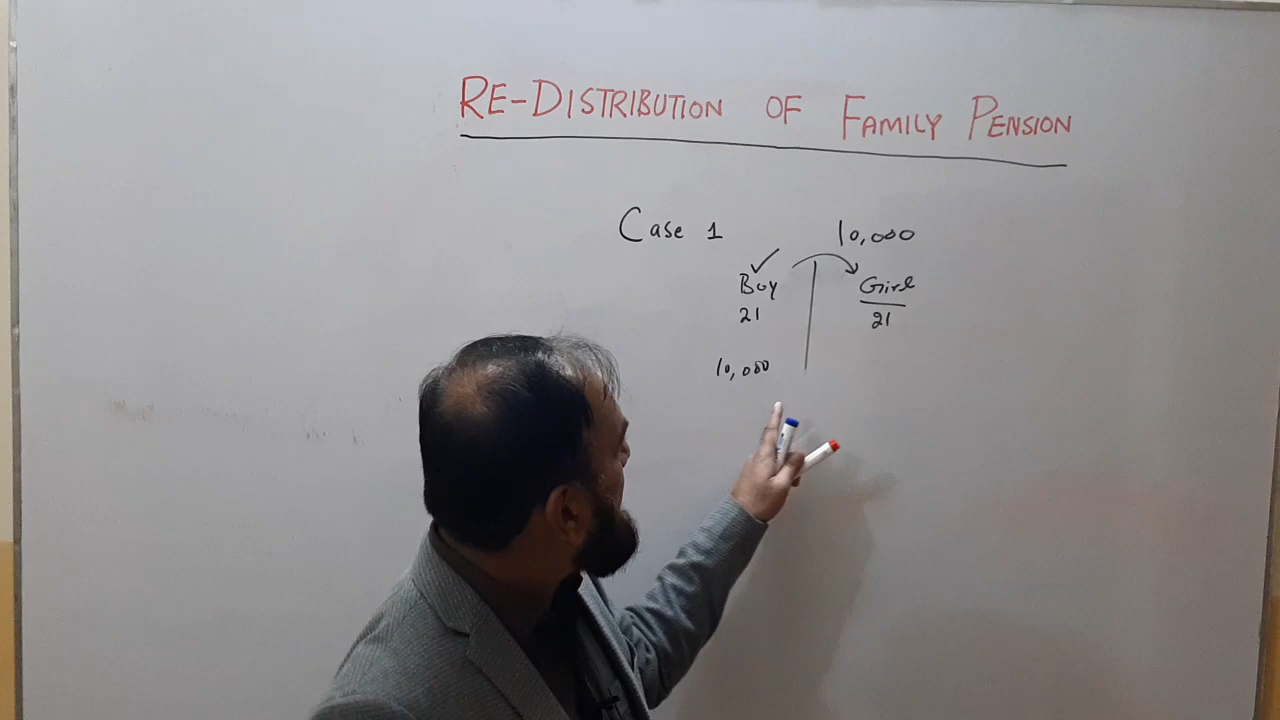 RE-DISTRIBUTION OF FAMILY PENSION
Case 1 10,000
Boy Girl
21 21
10,000